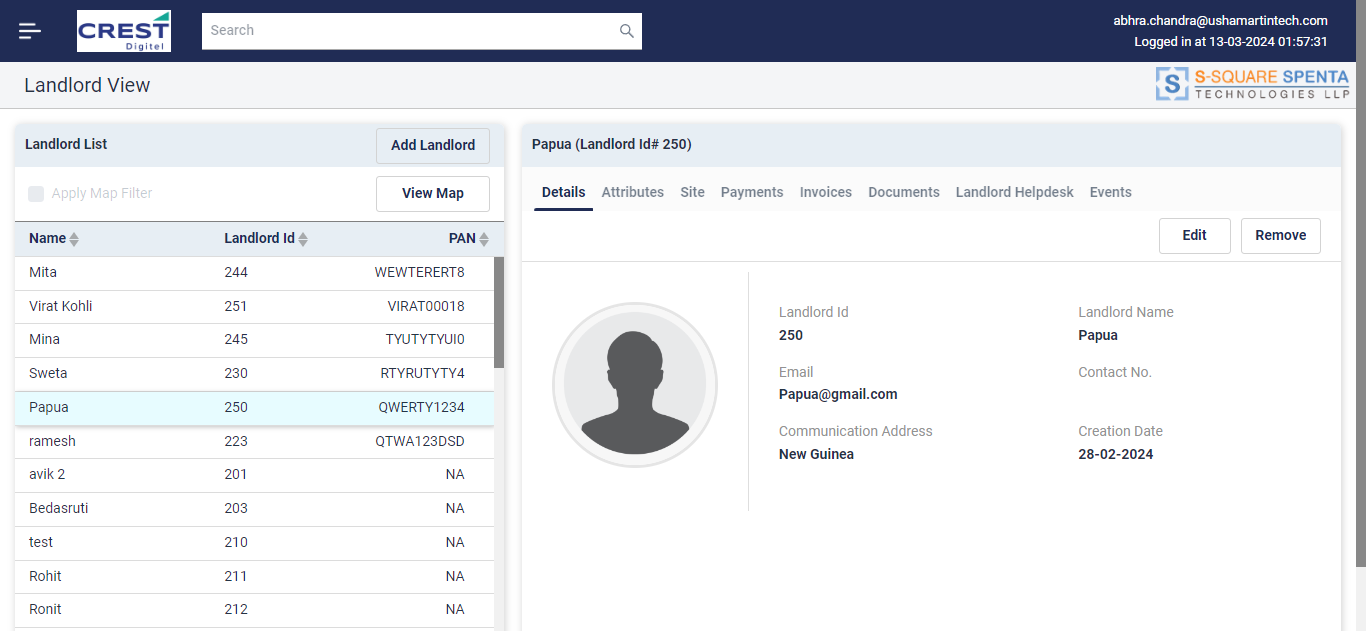 CREST
Digitel
Search
abhra.chandra@ushamartintech.com
Logged in at 13-03-2024 01:57:31
Landlord View
S
S-SQUARE SPENTA
TECHNOLOGIES LLP
Landlord List
Add Landlord
Apply Map Filter
View Map
Name Landlord Id PAN
Mita 244 WEWTERERT8
Virat Kohli 251 VIRAT00018
Mina 245 TYUTYTYUI0
Sweta 230 RTYRUTYTY4
Papua 250 QWERTY1234
ramesh 223 QTWA123DSD
avik 2 201 NA
Bedasruti 203 NA
test 210 NA
Rohit 211 NA
Ronit 212 NA
Papua (Landlord Id# 250)
Details Attributes Site Payments Invoices Documents Landlord Helpdesk Events
Edit Remove
Landlord Id
250
Landlord Name
Papua
Email
Papua@gmail.com
Contact No.
Communication Address
New Guinea
Creation Date
28-02-2024